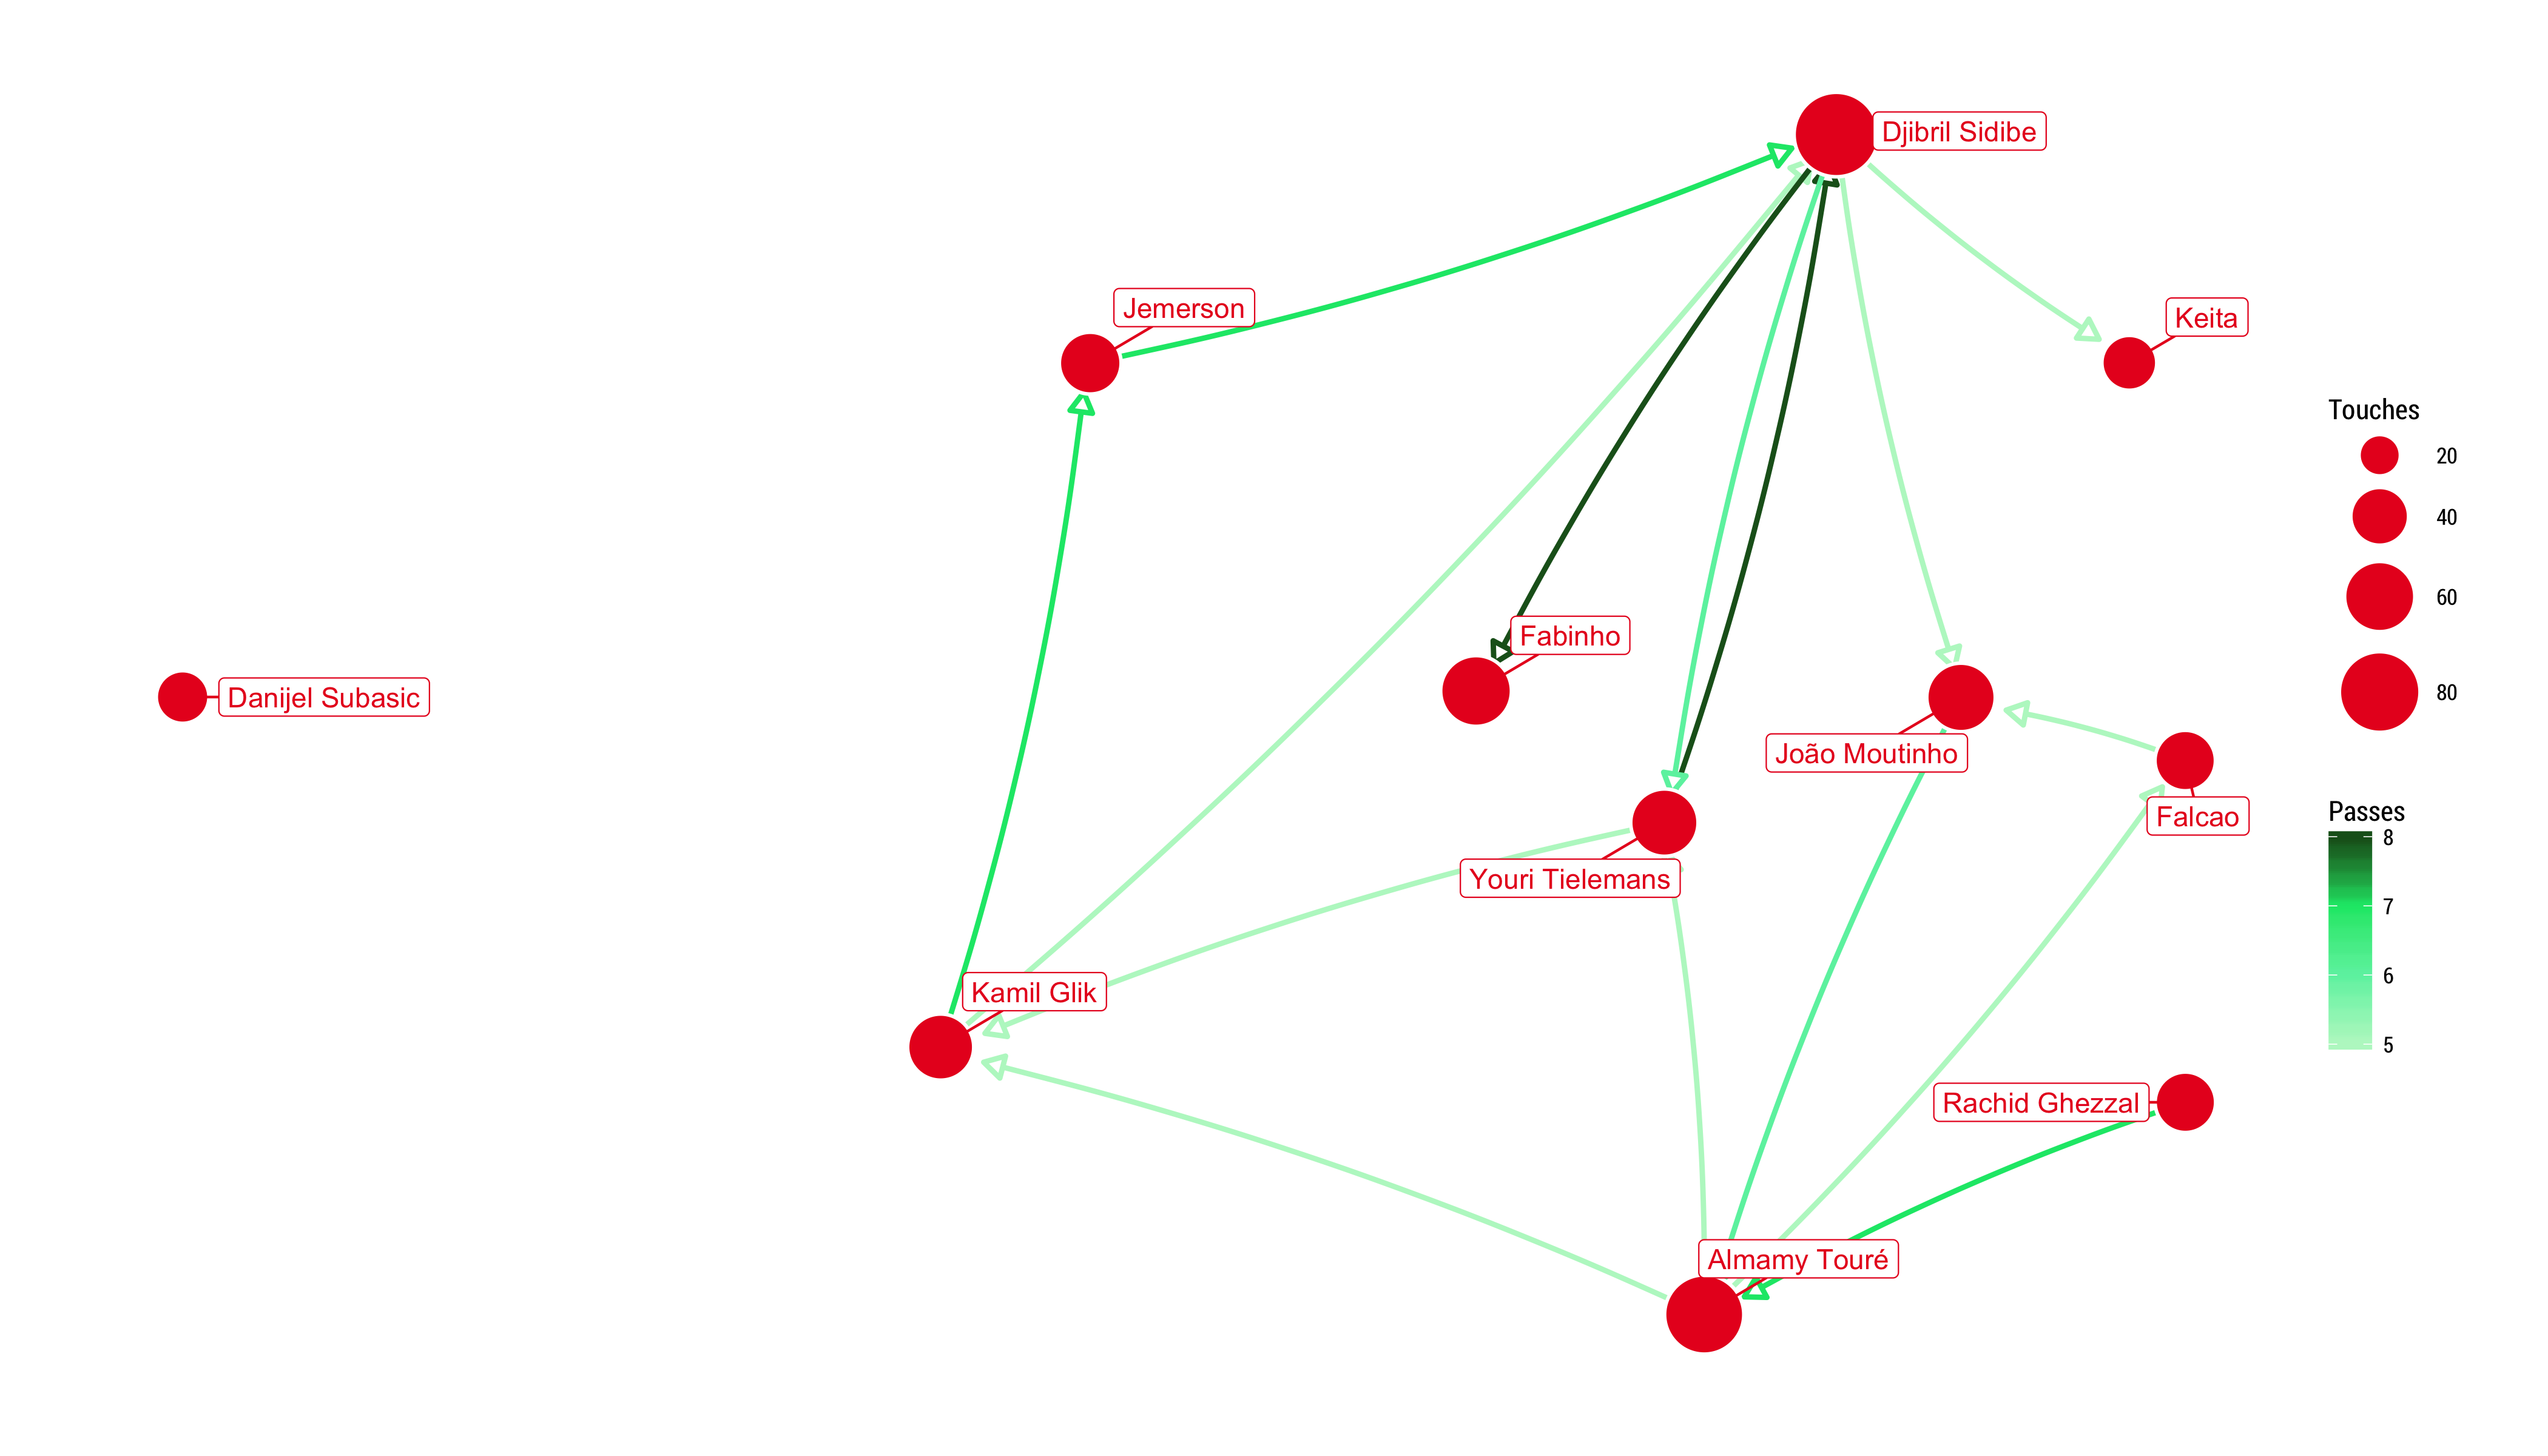 Djibril Sidibe
Jemerson
Keita
Touches
20
40
60
80
Fabinho
Danijel Subasic
João Moutinho
Falcao
Passes
8
7
6
5
Youri Tielemans
Kamil Glik
Rachid Ghezzal
Almamy Touré